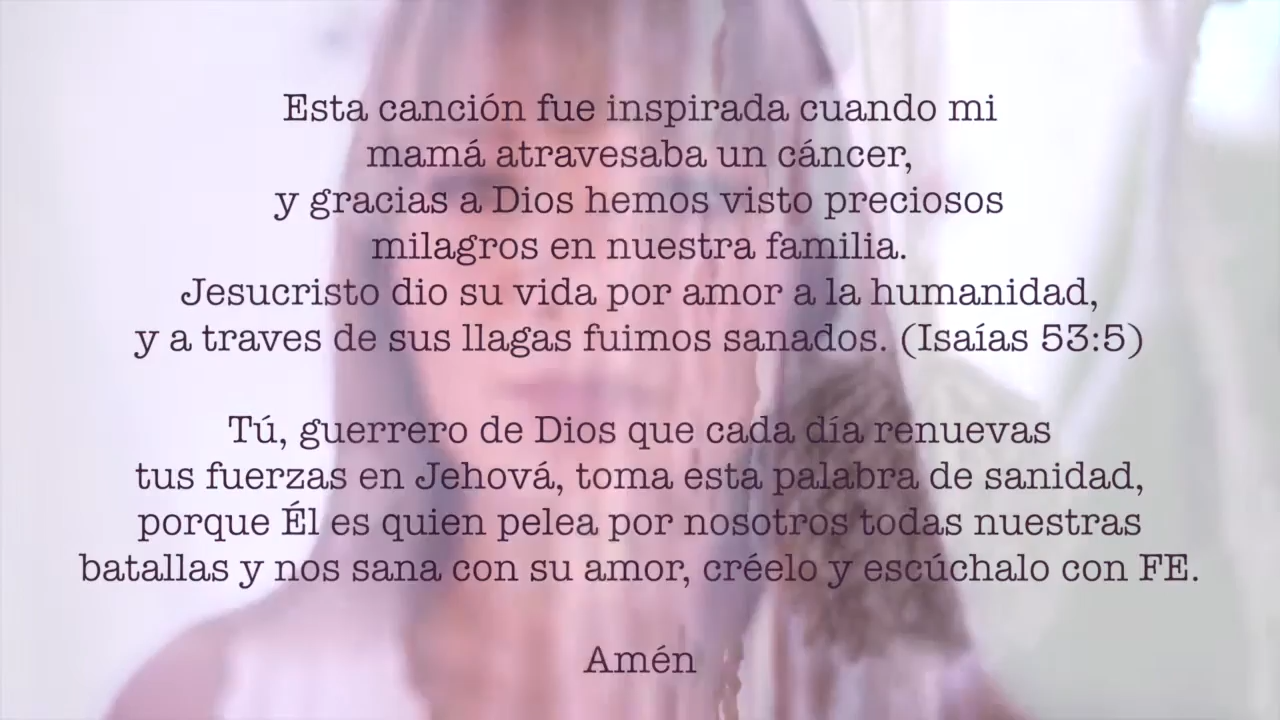 Esta canción fue inspirada cuando mi
mamá atravesaba un cáncer,
y gracias a Dios hemos visto preciosos
milagros en nuestra familia.
Jesucristo dio su vida por amor a la humanidad,
y a traves de sus llagas fuimos sanados. (Isaías 53:5)
Tú, guerrero de Dios que cada día renuevas
tus fuerzas en Jehová, toma esta palabra de sanidad,
porque Él es quien pelea por nosotros todas nuestras
batallas y nos sana con su amor, créelo y escúchalo con FE.
Amén